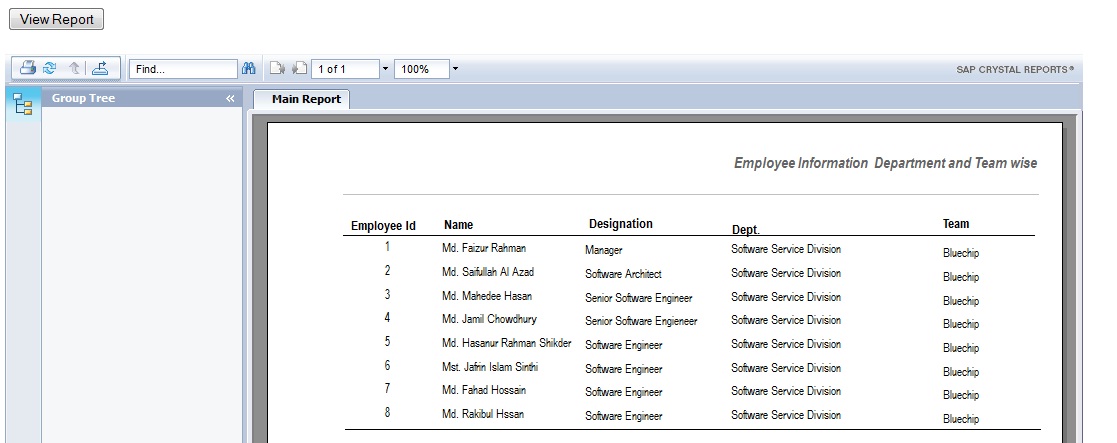 View Report
Find... 1 of 1 100% SAP CRYSTAL REPORTS®
Group Tree «
Main Report
Employee Information Department and Team wise
Employee Id Name Designation Dept. Team
1 Md. Faizur Rahman Manager Software Service Division Bluechip
2 Md. Saifullah Al Azad Software Architect Software Service Division Bluechip
3 Md. Mahedee Hasan Senior Software Engineer Software Service Division Bluechip
4 Md. Jamil Chowdhury Senior Software Engieneer Software Service Division Bluechip
5 Md. Hasanur Rahman Shikder Software Engineer Software Service Division Bluechip
6 Mst. Jafrin Islam Sinthi Software Engineer Software Service Division Bluechip
7 Md. Fahad Hossain Software Engineer Software Service Division Bluechip
8 Md. Rakibul Hssan Software Engineer Software Service Division Bluechip